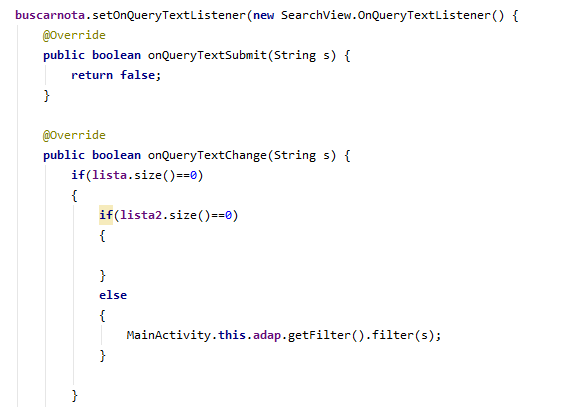 buscarnota.setOnQueryTextListener(new SearchView.OnQueryTextListener() {
@Override
public boolean onQueryTextSubmit(String s) {
return false;
}
@Override
public boolean onQueryTextChange(String s) {
if(lista.size()==0)
{
if(lista2.size()==0)
{
}
else
{
MainActivity.this.adap.getFilter().filter(s);
}
}